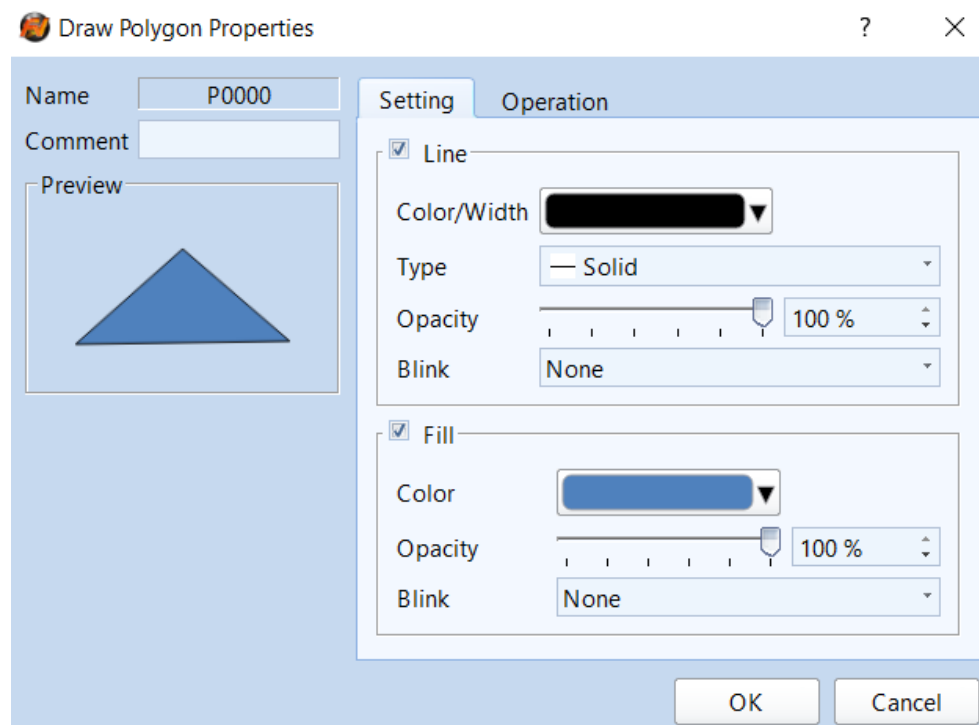 Draw Polygon Properties
?
Name P0000
Comment
Preview
Setting Operation
Line
Color/Width
Type Solid
Opacity 100 %
Blink None
Fill
Color
Opacity 100 %
Blink None
OK Cancel